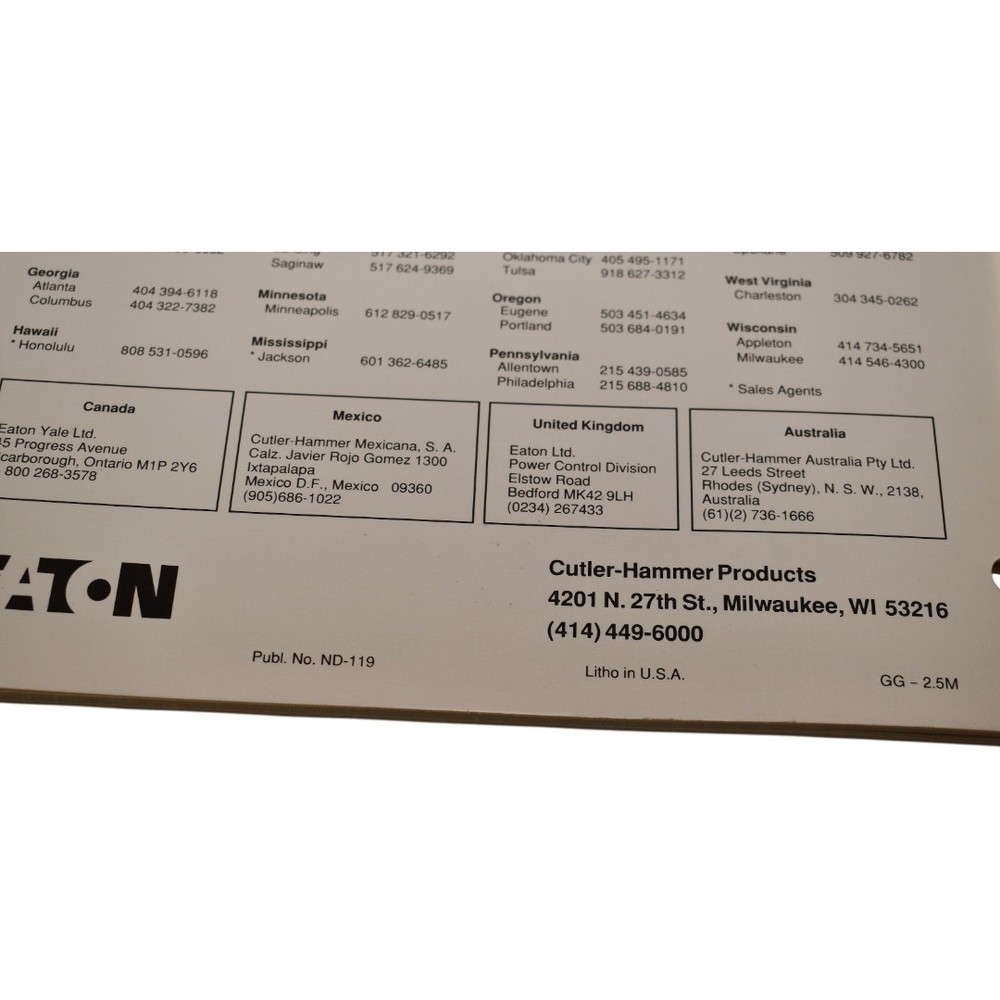 Georgia
Atlanta 404 394-6118
Columbus 404 322-7382
Hawaii
* Honolulu 808 531-0596
Saginaw 517 624-9369
Minnesota
Minneapolis 612 829-0517
Mississippi
* Jackson 601 362-6485
Oklahoma City 405 495-1171
Tulsa 918 627-3312
Oregon
Eugene 503 451-4634
Portland 503 684-0191
Pennsylvania
Allentown 215 439-0585
Philadelphia 215 688-4810
509 927-6782
West Virginia
Charleston 304 345-0262
Wisconsin
Appleton 414 734-5651
Milwaukee 414 546-4300
* Sales Agents
Canada
Eaton Yale Ltd.
45 Progress Avenue
carborough, Ontario M1P 2Y6
800 268-3578
Mexico
Cutler-Hammer Mexicana, S. A.
Calz. Javier Rojo Gomez 1300
Ixtapalapa
Mexico D.F., Mexico 09360
(905)686-1022
United Kingdom
Eaton Ltd.
Power Control Division
Elstow Road
Bedford MK42 9LH
(0234) 267433
Australia
Cutler-Hammer Australia Pty Ltd.
27 Leeds Street
Rhodes (Sydney), N. S. W., 2138,
Australia
(61)(2) 736-1666
EATON
Cutler-Hammer Products
4201 N. 27th St., Milwaukee, WI 53216
(414) 449-6000
Publ. No. ND-119
Litho in U.S.A.
GG – 2.5M